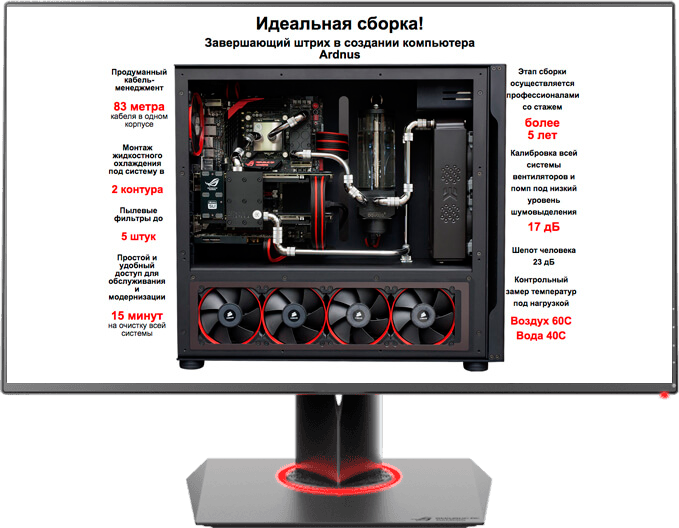 Идеальная сборка!
Завершающий штрих в создании компьютера
Ardnus
Продуманный
кабель-
менеджмент
83 метра
кабеля в одном
корпусе
Монтаж
жидкостного
охлаждения
под систему в
2 контура
Пылевые
фильтры до
5 штук
Простой и
удобный
доступ для
обслуживания
и
модернизации
15 минут
на очистку всей
системы
Этап сборки
осуществляется
профессионалами
со стажем
более
5 лет
Калибровка всей
системы
вентиляторов и
помп под низкий
уровень
шумовыделения
17 дБ
Шепот человека
23 дБ
Контрольный
замер температур
под нагрузкой
Воздух 60С
Вода 40С